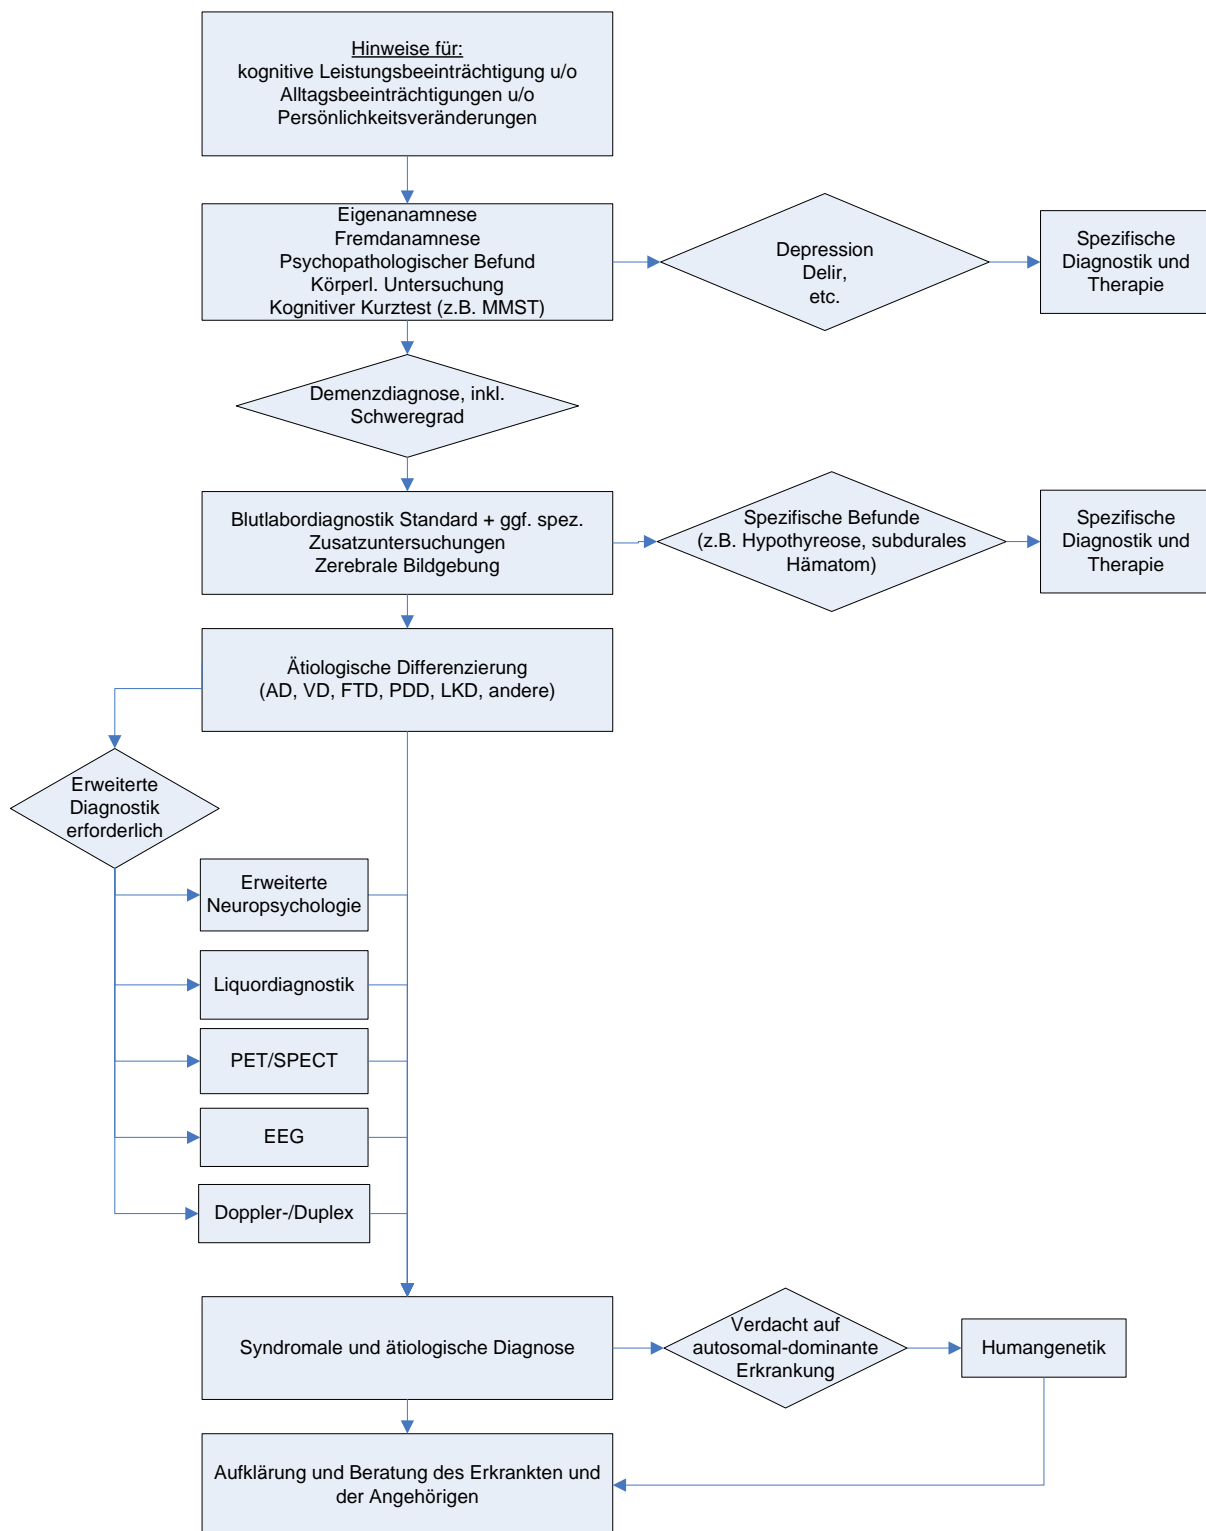 Hinweise für:
kognitive Leistungsbeeinträchtigung u/o
Alltagsbeeinträchtigungen u/o
Persönlichkeitsveränderungen
Eigenanamnese
Fremdanamnese
Psychopathologischer Befund
Körperl. Untersuchung
Kognitiver Kurztest (z.B. MMST)
Depression
Delir,
etc.
Spezifische
Diagnostik und
Therapie
Demenzdiagnose, inkl.
Schweregrad
Blutlabordiagnostik Standard + ggf. spez.
Zusatzuntersuchungen
Zerebrale Bildgebung
Spezifische Befunde
(z.B. Hypothyreose, subdurales
Hämatom)
Spezifische
Diagnostik und
Therapie
Ätiologische Differenzierung
(AD, VD, FTD, PDD, LKD, andere)
Erweiterte
Diagnostik
erforderlich
Erweiterte
Neuropsychologie
Liquordiagnostik
PET/SPECT
EEG
Doppler-/Duplex
Syndromale und ätiologische Diagnose
Verdacht auf
autosomal-dominante
Erkrankung
Humangenetik
Aufklärung und Beratung des Erkrankten und
der Angehörigen